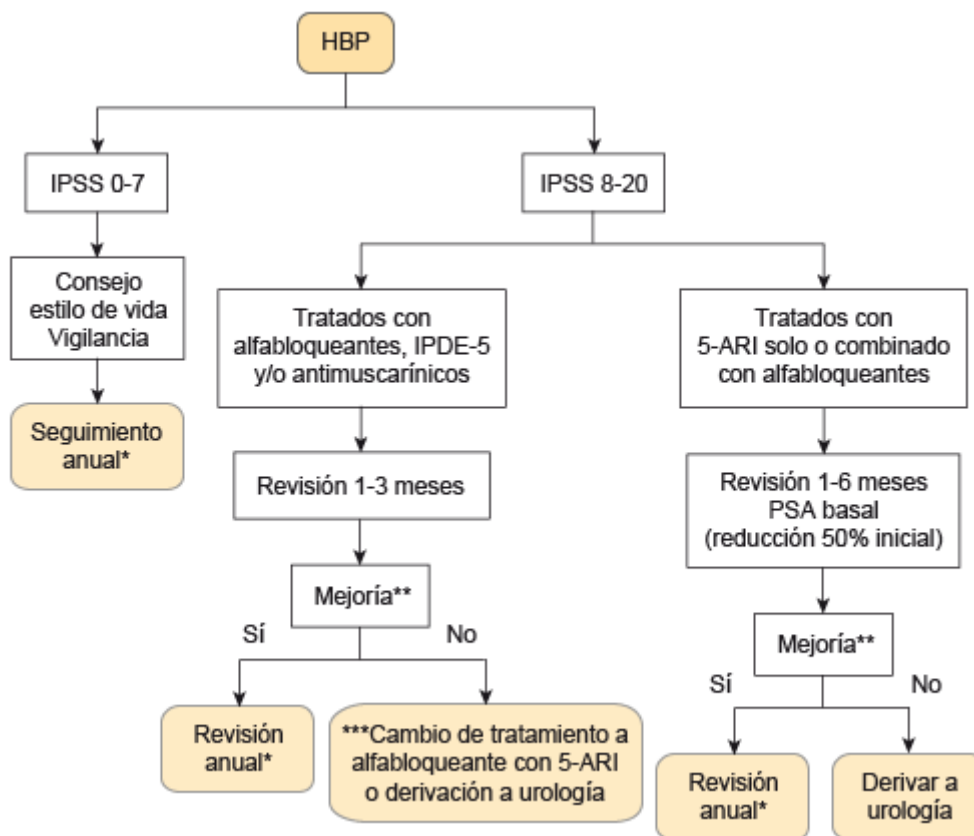 HBP
IPSS 0-7
IPSS 8-20
Consejo
estilo de vida
Vigilancia
Seguimiento
anual*
Tratados con
alfabloqueantes, IPDE-5
y/o antimuscarínicos
Revisión 1-3 meses
Mejoría**
Sí
No
Revisión
anual*
***Cambio de tratamiento a
alfabloqueante con 5-ARI
o derivación a urología
Tratados con
5-ARI solo o combinado
con alfabloqueantes
Revisión 1-6 meses
PSA basal
(reducción 50% inicial)
Mejoría**
Sí
No
Revisión
anual*
Derivar a
urología